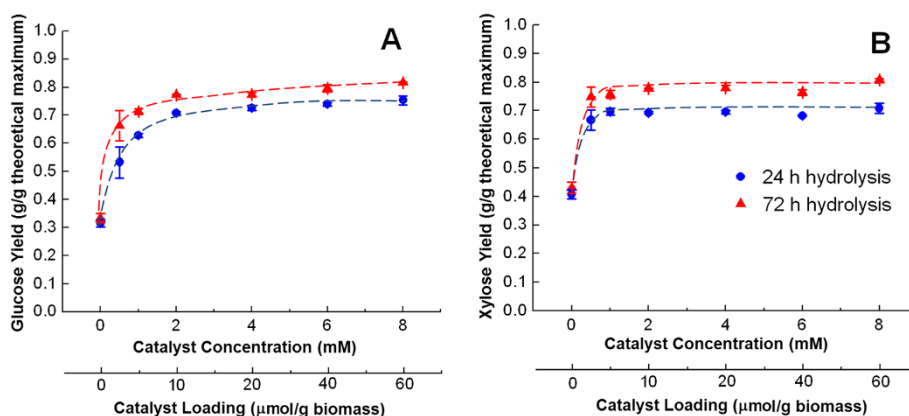 A
Glucose Yield (g/g theoretical maximum)
1.0
0.9
0.8
0.7
0.6
0.5
0.4
0.3
0.2
0.1
0.0
0 2 4 6 8
Catalyst Concentration (mM)
0 10 20 40 60
Catalyst Loading (μmol/g biomass)
B
Xylose Yield (g/g theoretical maximum)
1.0
0.9
0.8
0.7
0.6
0.5
0.4
0.3
0.2
0.1
0.0
24 h hydrolysis
72 h hydrolysis
0 2 4 6 8
Catalyst Concentration (mM)
0 10 20 40 60
Catalyst Loading (μmol/g biomass)